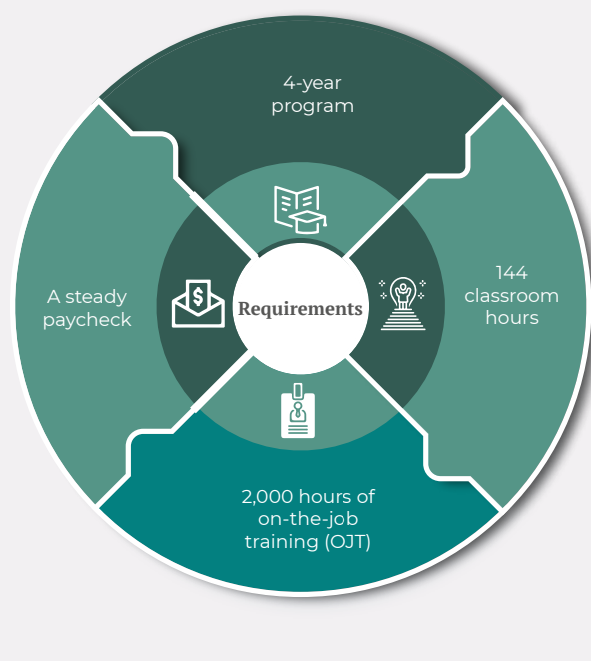 4-year
program
144
classroom
hours
A steady
paycheck
$
Requirements
2,000 hours of
on-the-job
training (OJT)